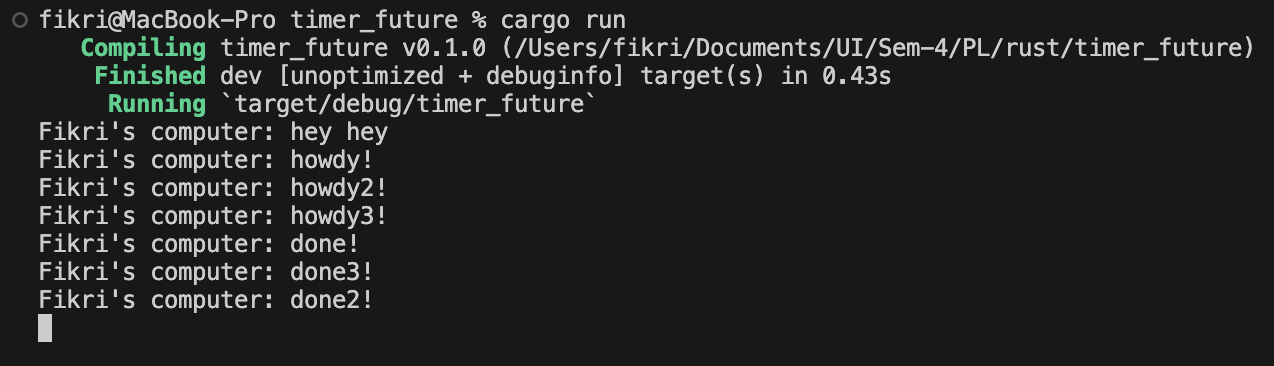 fikri@MacBook-Pro timer_future % cargo run
Compiling timer_future v0.1.0 (/Users/fikri/Documents/UI/Sem-4/PL/rust/timer_future)
Finished dev [unoptimized + debuginfo] target(s) in 0.43s
Running `target/debug/timer_future`
Fikri's computer: hey hey
Fikri's computer: howdy!
Fikri's computer: howdy2!
Fikri's computer: howdy3!
Fikri's computer: done!
Fikri's computer: done3!
Fikri's computer: done2!